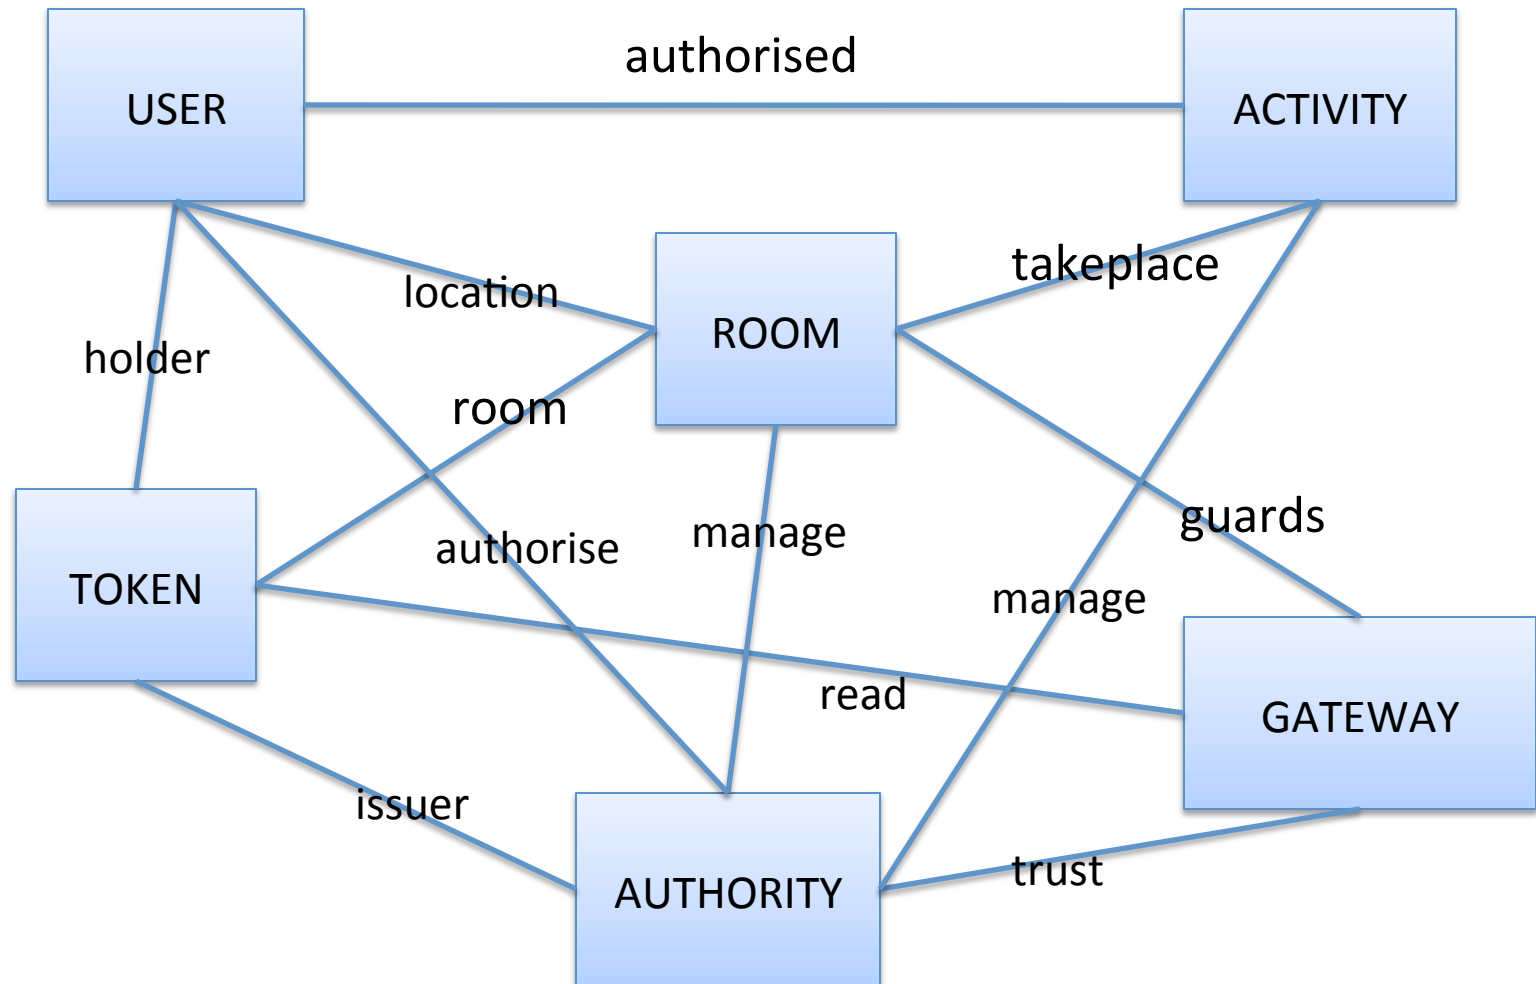 authorised
USER
ACTIVITY
takeplace
location
ROOM
holder
room
guards
manage
authorise
TOKEN
manage
read
GATEWAY
issuer
trust
AUTHORITY